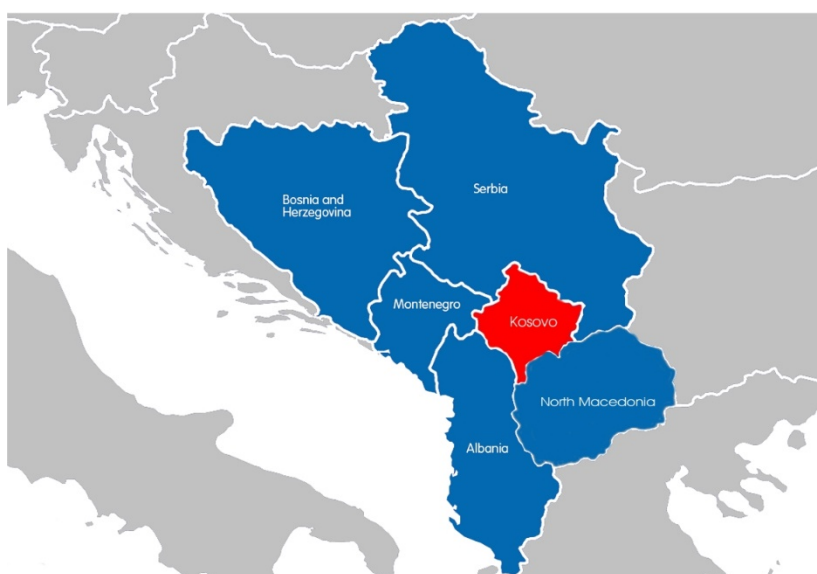 Bosnia and
Herzegovina
Serbia
Montenegro
Kosovo
North Macedonia
Albania